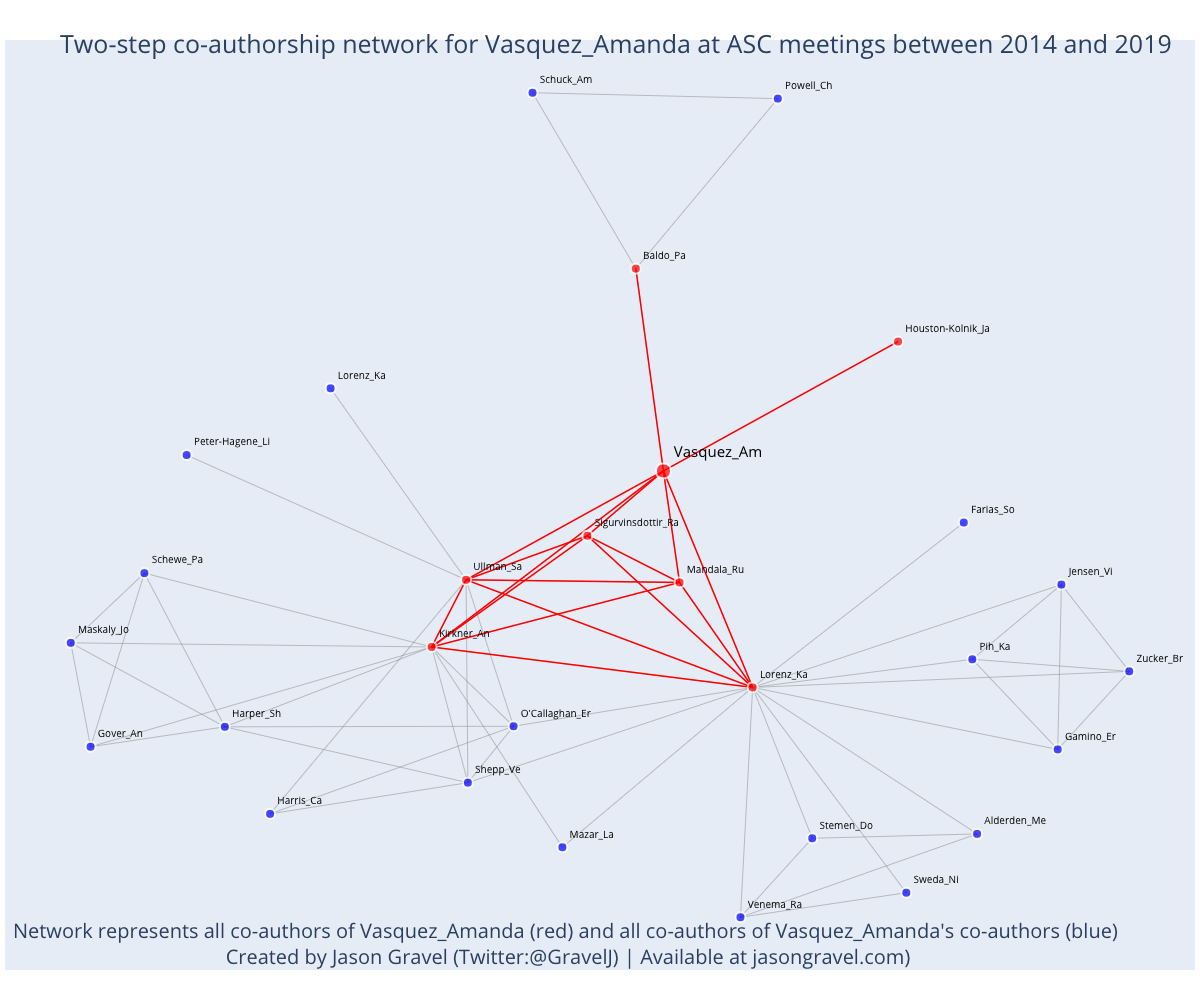 Two-step co-authorship network for Vasquez_Amanda at ASC meetings between 2014 and 2019
Schuck_Am
Powell_Ch
Baldo_Pa
Houston-Kolnik_Ja
Lorenz_Ka
Peter-Hagene_Li
Vasquez_Am
Farias_So
Sigurvinsdottir_Ra
Schewe_Pa
Ullman_Sa
Mandala_Ru
Jensen_Vi
Maskaly_Jo
Kirkner_An
Pih_Ka
Zucker_Br
Lorenz_Ka
Harper_Sh
O'Callaghan_Er
Gover_An
Gamino_Er
Shepp_Ve
Harris_Ca
Mazar_La
Stemen_Do
Alderden_Me
Sweda_Ni
Venema_Ra
Network represents all co-authors of Vasquez_Amanda (red) and all co-authors of Vasquez_Amanda's co-authors (blue)
Created by Jason Gravel (Twitter:@GravelJ) | Available at jasongravel.com)